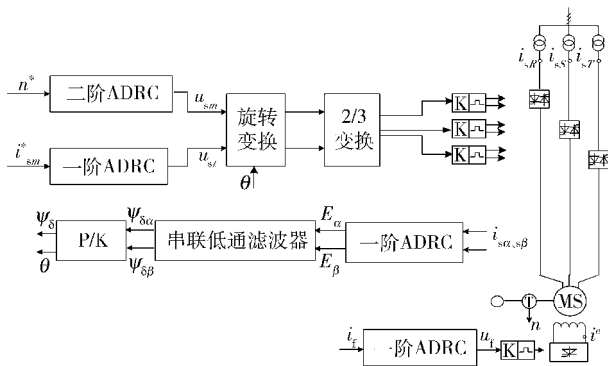 i_sR i_sS i_sT
n* 二阶ADRC u_sm
旋转变换 2/3变换
K
K
K
i*_sm 一阶ADRC u_st
θ
ψ_δ P/K ψ_δα 串联低通滤波器 E_α 一阶ADRC i_sα、sβ
θ ψ_δβ E_β
T MS
n
i_f 一阶ADRC u_f K i^e